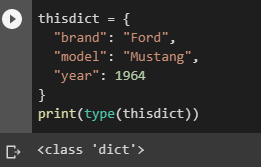 thisdict = {
  "brand": "Ford",
  "model": "Mustang",
  "year": 1964
}
print(type(thisdict))
<class 'dict'>